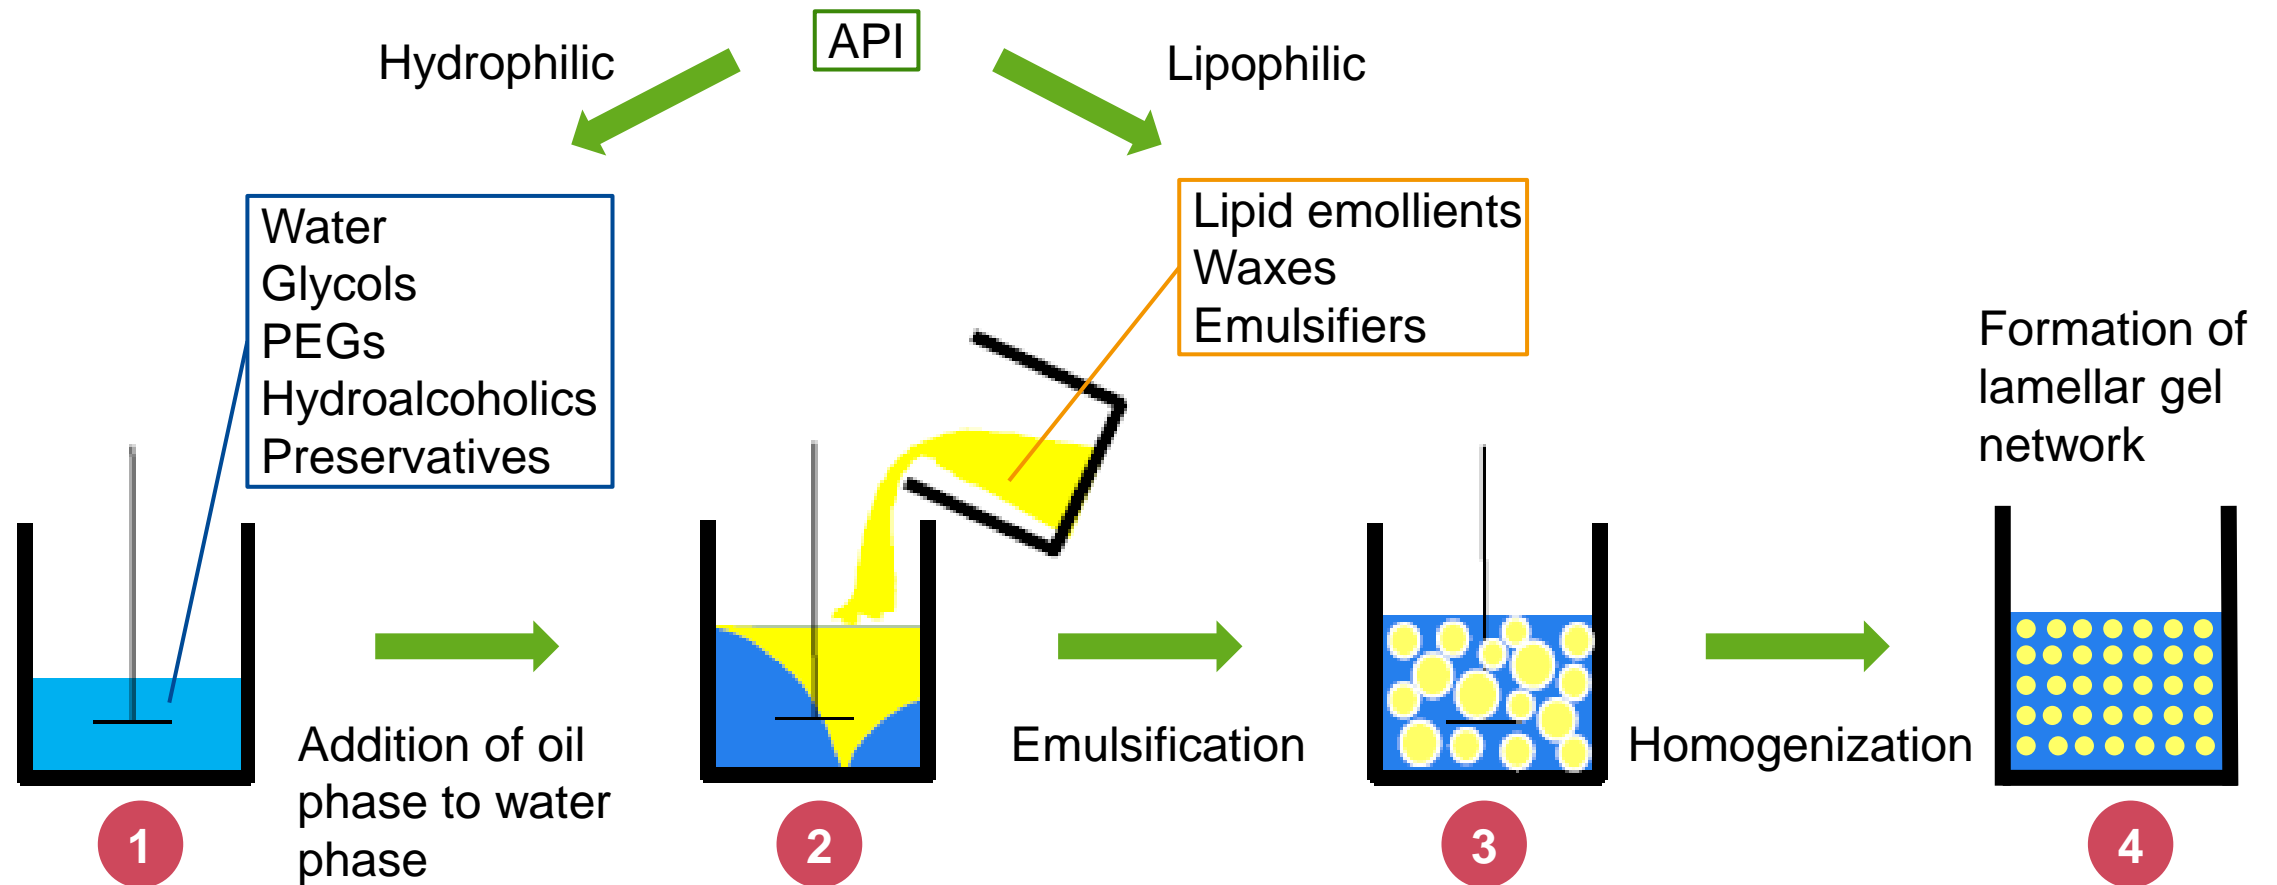 API
Hydrophilic
Lipophilic
Water
Glycols
PEGs
Hydroalcoholics
Preservatives
Lipid emollients
Waxes
Emulsifiers
Formation of
lamellar gel
network
Addition of oil
phase to water
phase
Emulsification
Homogenization
1
2
3
4